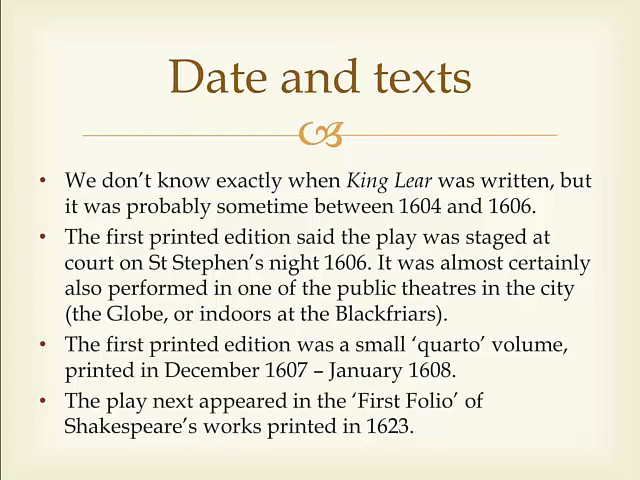 Date and texts
• We don’t know exactly when King Lear was written, but
it was probably sometime between 1604 and 1606.
• The first printed edition said the play was staged at
court on St Stephen’s night 1606. It was almost certainly
also performed in one of the public theatres in the city
(the Globe, or indoors at the Blackfriars).
• The first printed edition was a small ‘quarto’ volume,
printed in December 1607 – January 1608.
• The play next appeared in the ‘First Folio’ of
Shakespeare’s works printed in 1623.